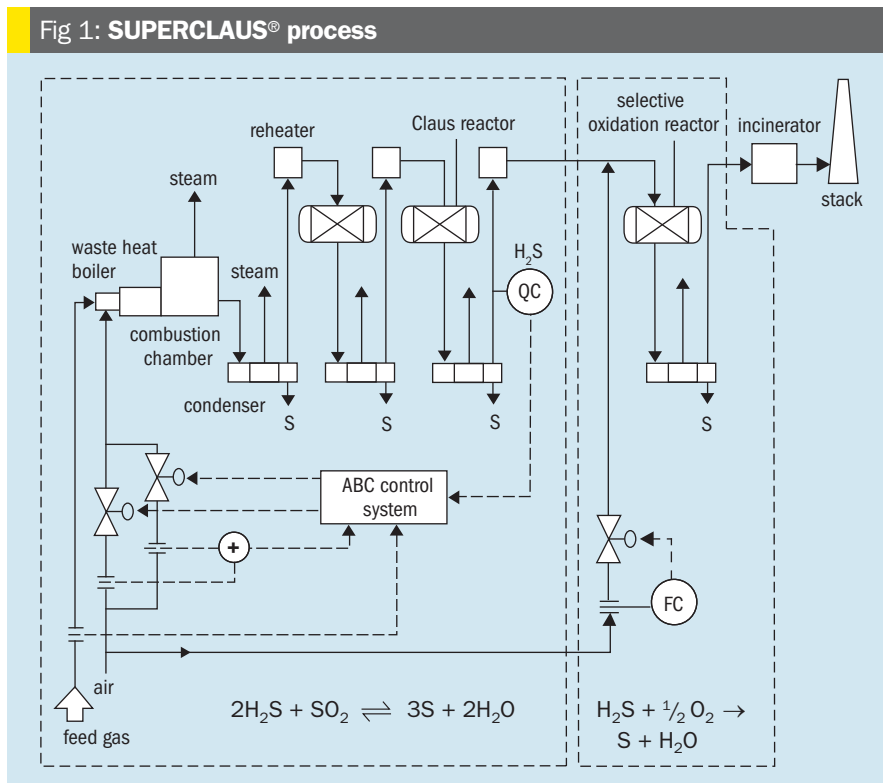 Fig 1: SUPERCLAUS® process
selective
oxidation reactor
incinerator
reheater
Claus reactor
steam
stack
waste heat
boiler
steam
H₂S
QC
combustion
chamber
condenser
S
S
S
S
ABC control
system
+
FC
air
feed gas
2H₂S + SO₂ ⇌ 3S + 2H₂O
H₂S + ½ O₂ →
S + H₂O